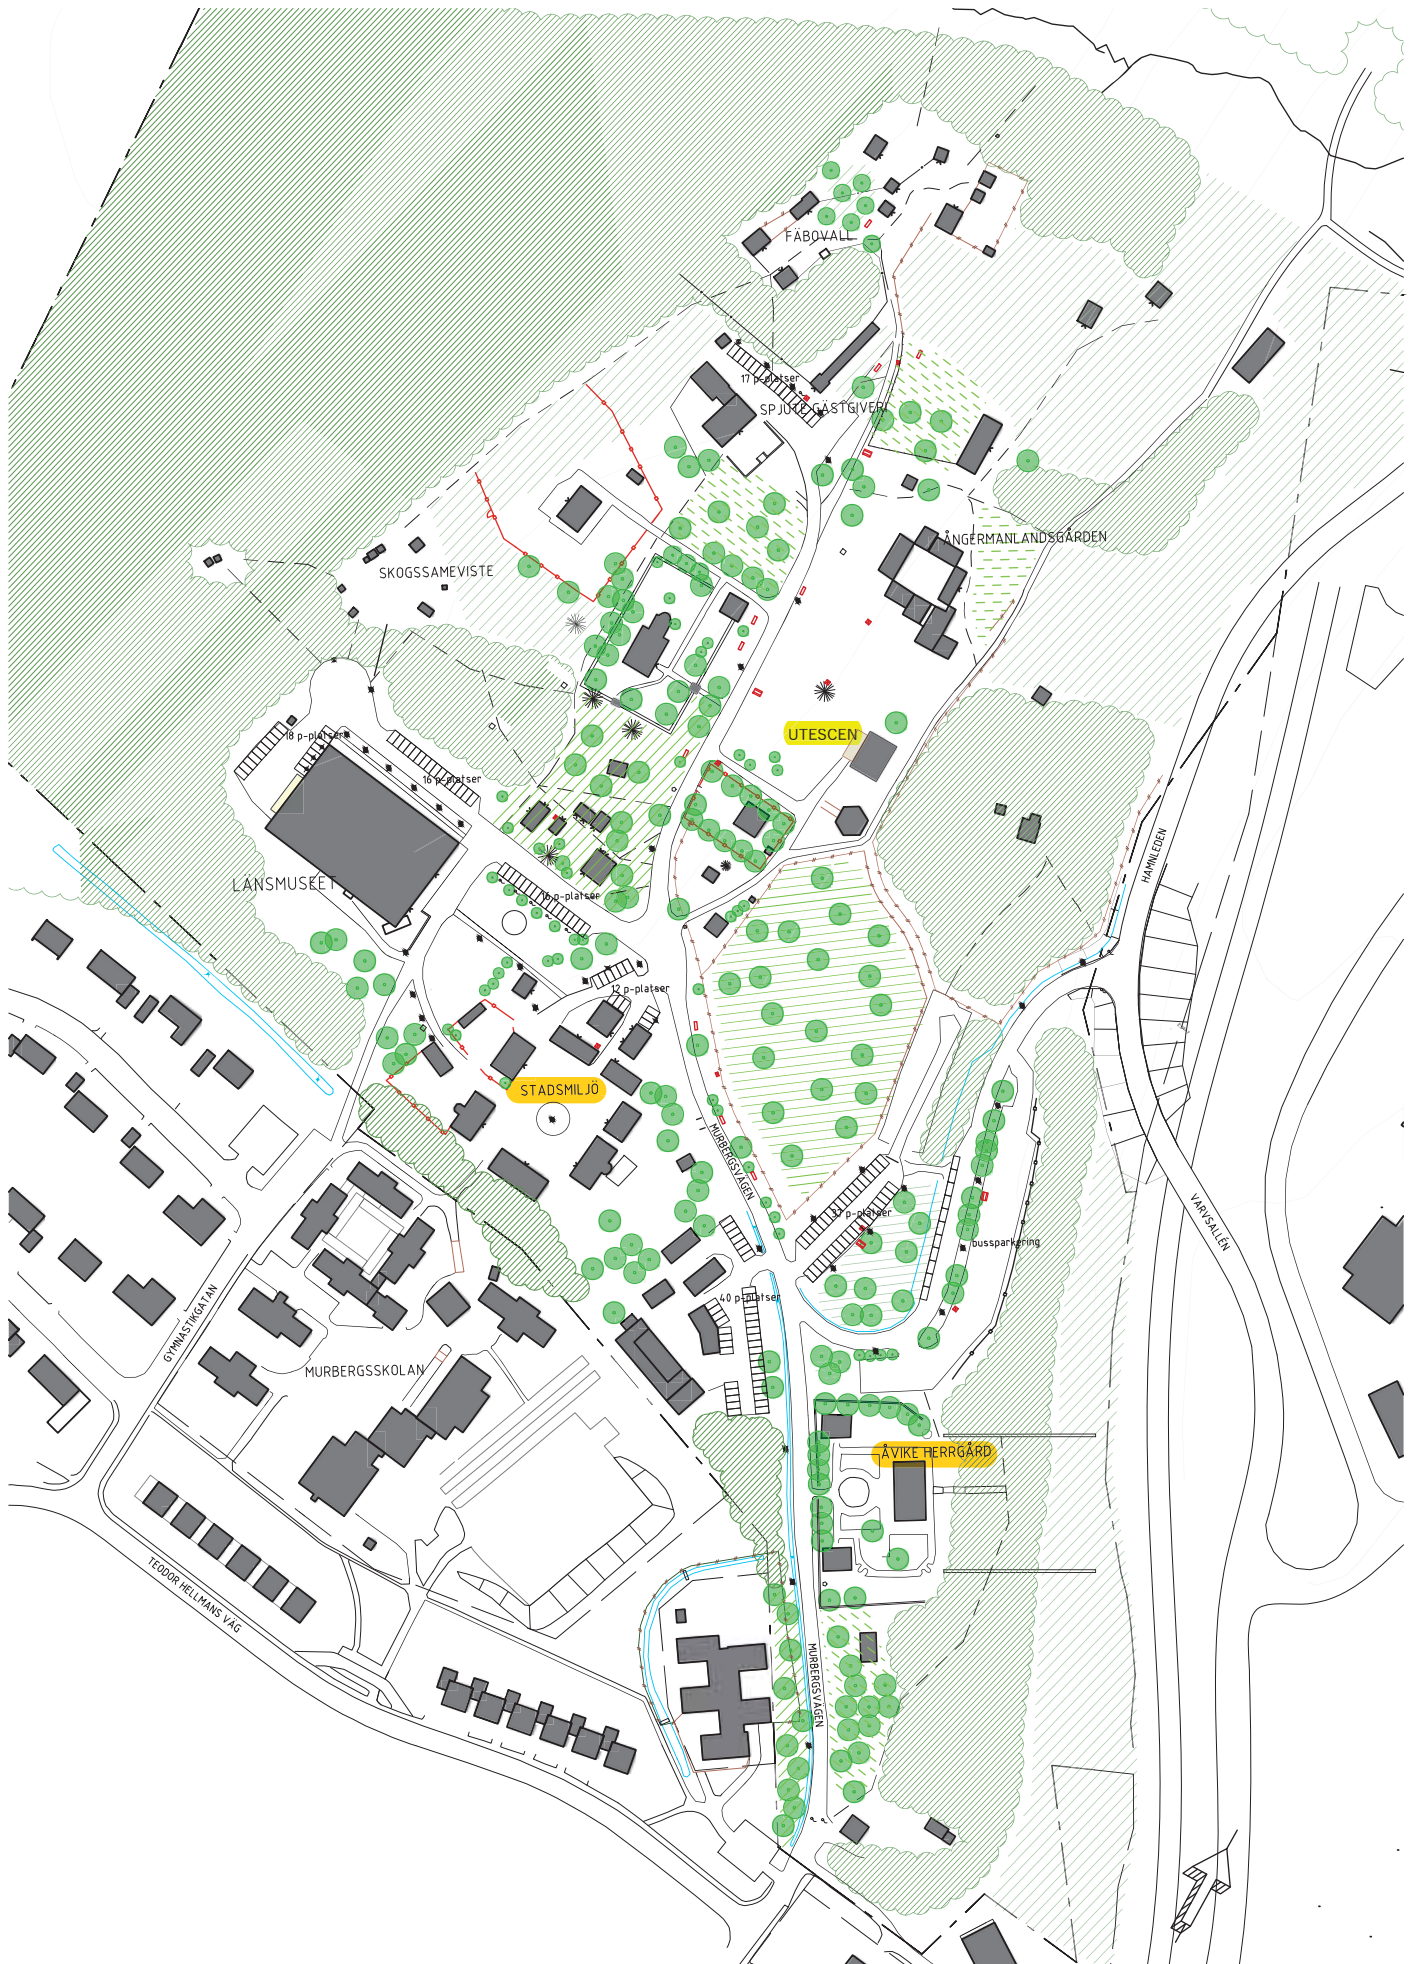 FÄBOVALL
17 p-platser
SPJUTE GÄSTGIVERI
ÅNGERMANLANDSGÅRDEN
SKOGSSAMEVISTE
UTESCEN
18 p-platser
16 p-platser
HAMNLEDEN
LÄNSMUSEET
16 p-platser
12 p-platser
STADSMILJÖ
MURBERGSVÄGEN
37 p-platser
VARVSALLÉN
bussparkering
40 p-platser
GYMNASTIKGATAN
MURBERGSSKOLAN
ÅVIKE HERRGÅRD
TEODOR HELLMANS VÄG
MURBERGSVÄGEN